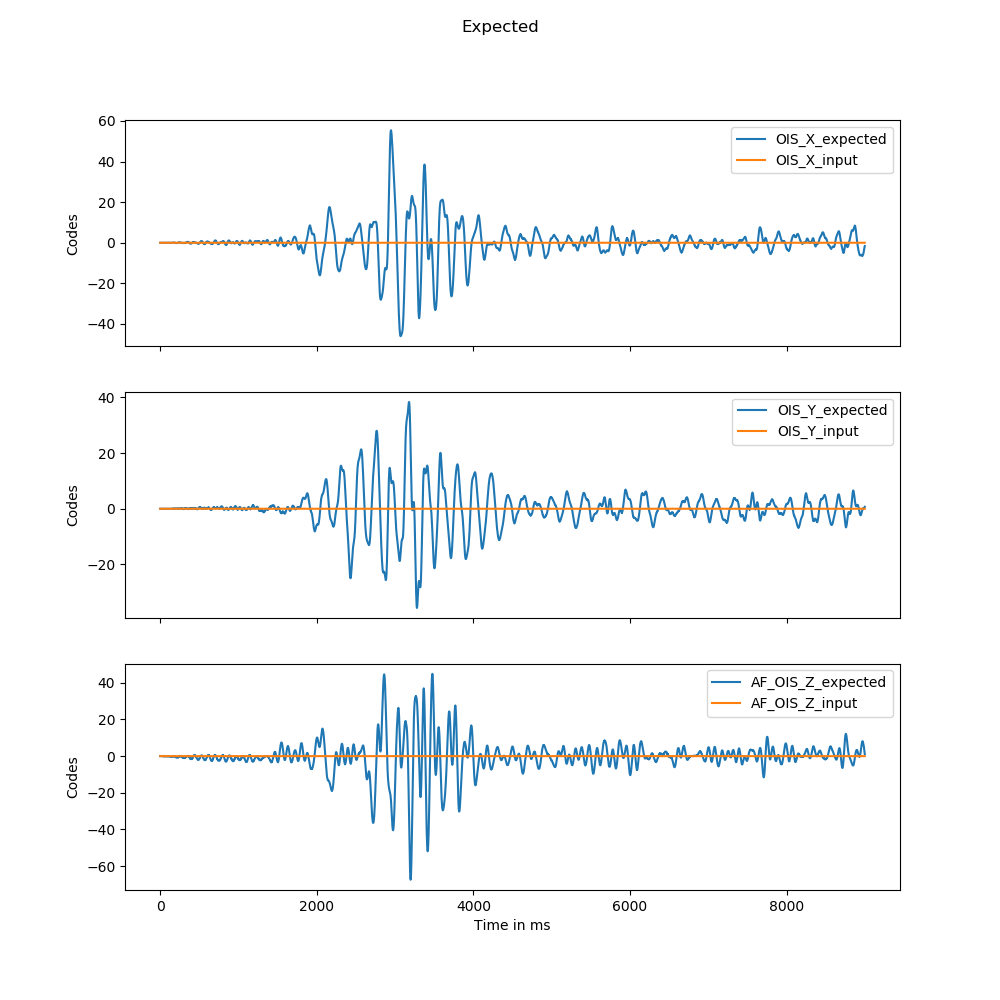 Expected
60
40
20
0
−20
−40
Codes
OIS_X_expected
OIS_X_input
40
20
0
−20
Codes
OIS_Y_expected
OIS_Y_input
40
20
0
−20
−40
−60
Codes
AF_OIS_Z_expected
AF_OIS_Z_input
0 2000 4000 6000 8000
Time in ms